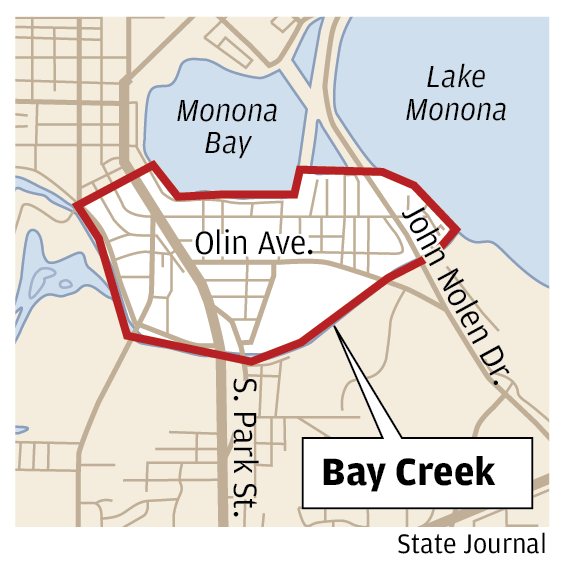 Lake
Monona
Monona
Bay
Olin Ave.
John Nolen Dr.
S. Park St.
Bay Creek
State Journal